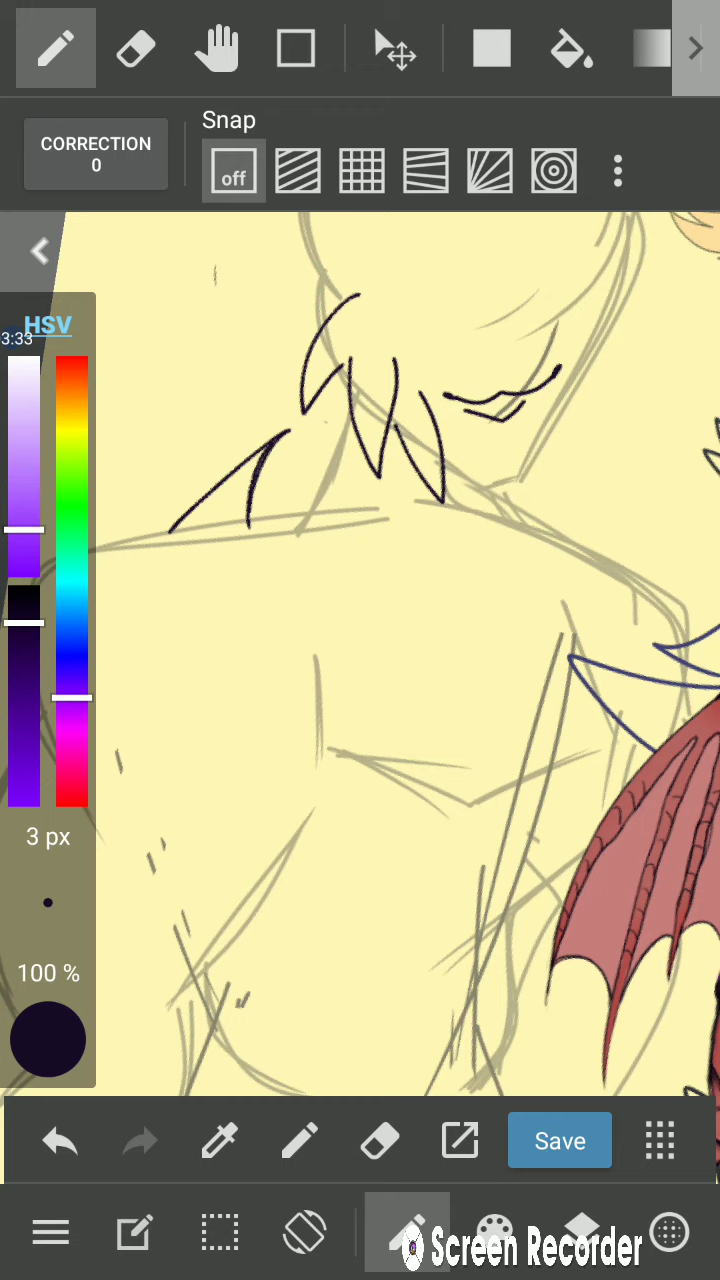 CORRECTION
0
Snap
off
HSV
3:33
3 px
100 %
Save
Screen Recorder